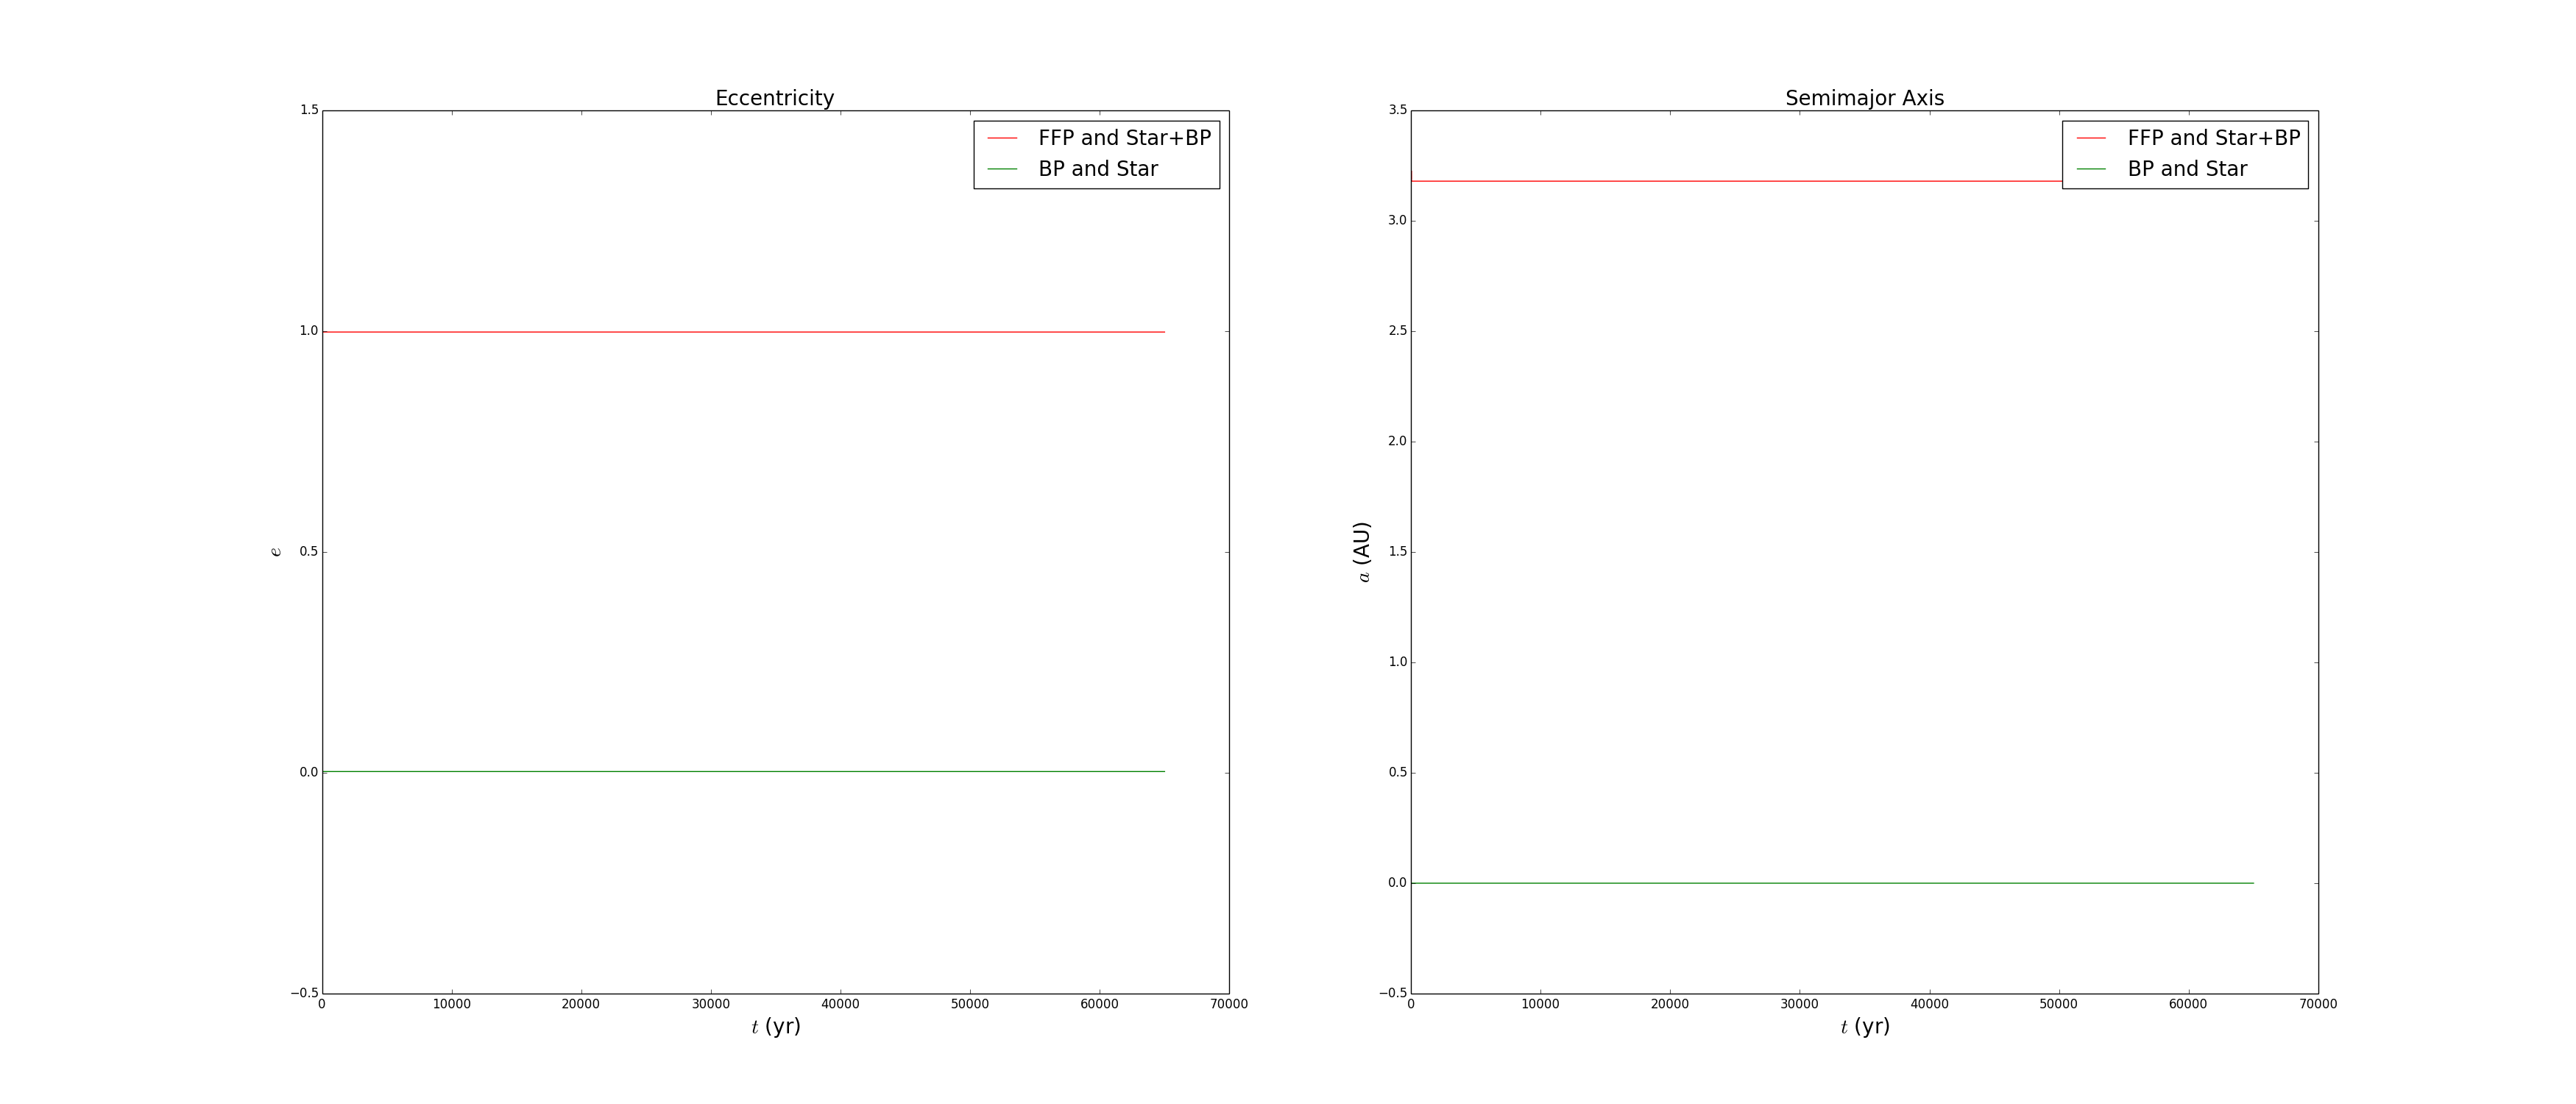 Eccentricity
1.5
1.0
0.5
0.0
−0.5
e
FFP and Star+BP
BP and Star
0 10000 20000 30000 40000 50000 60000 70000
t (yr)
Semimajor Axis
3.5
3.0
2.5
2.0
1.5
1.0
0.5
0.0
−0.5
a (AU)
FFP and Star+BP
BP and Star
0 10000 20000 30000 40000 50000 60000 70000
t (yr)